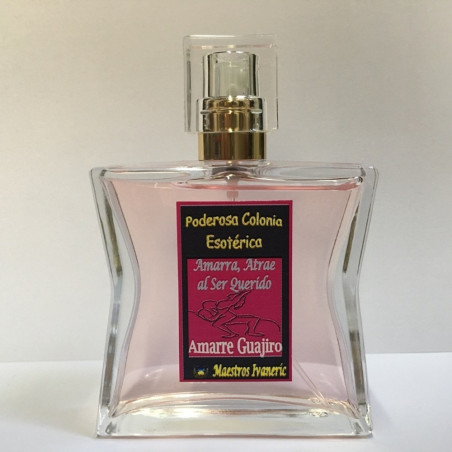 Poderosa Colonia
Esotérica
Amarra, Atrae
al Ser Querido
Amarre Guajiro
Maestros Ivaneric